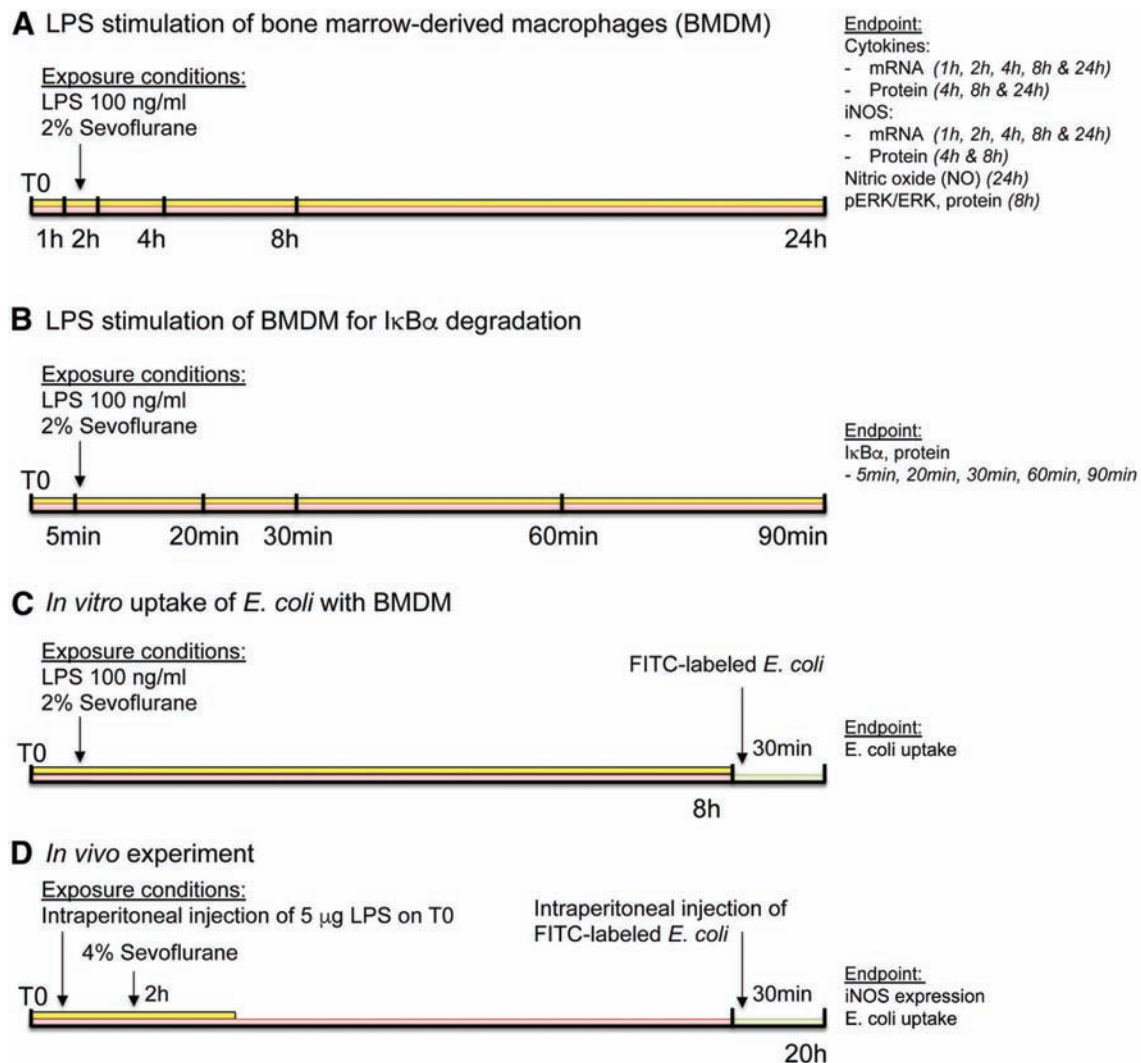 A LPS stimulation of bone marrow-derived macrophages (BMDM)
Exposure conditions:
LPS 100 ng/ml
2% Sevoflurane
T0
1h 2h 4h 8h 24h
Endpoint:
Cytokines:
- mRNA (1h, 2h, 4h, 8h & 24h)
- Protein (4h, 8h & 24h)
iNOS:
- mRNA (1h, 2h, 4h, 8h & 24h)
- Protein (4h & 8h)
Nitric oxide (NO) (24h)
pERK/ERK, protein (8h)
B LPS stimulation of BMDM for IκBα degradation
Exposure conditions:
LPS 100 ng/ml
2% Sevoflurane
T0
5min 20min 30min 60min 90min
Endpoint:
IκBα, protein
- 5min, 20min, 30min, 60min, 90min
C In vitro uptake of E. coli with BMDM
Exposure conditions:
LPS 100 ng/ml
2% Sevoflurane
T0
FITC-labeled E. coli
30min
8h
Endpoint:
E. coli uptake
D In vivo experiment
Exposure conditions:
Intraperitoneal injection of 5 μg LPS on T0
4% Sevoflurane
2h
T0
Intraperitoneal injection of
FITC-labeled E. coli
30min
20h
Endpoint:
iNOS expression
E. coli uptake